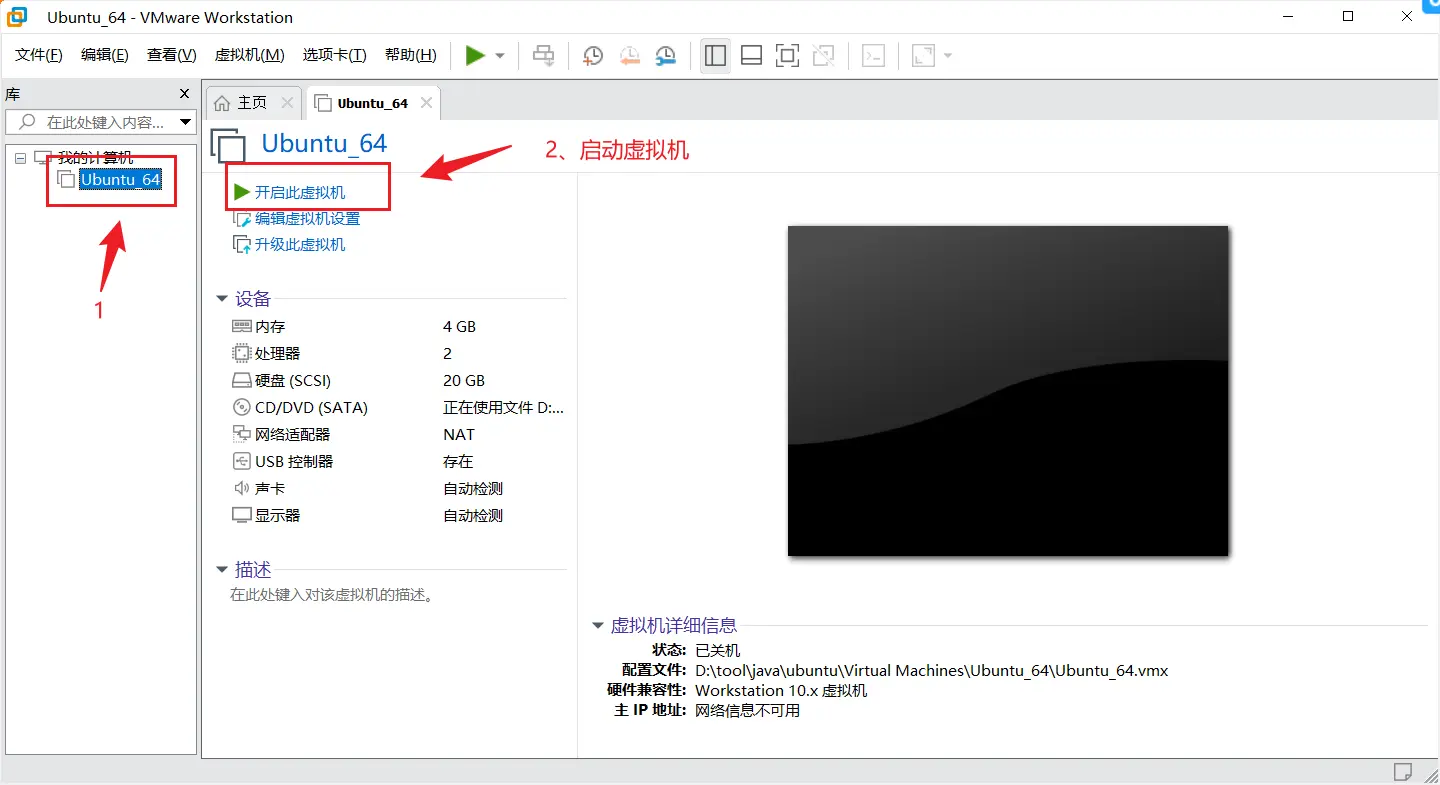 Ubuntu_64 - VMware Workstation
文件(F) 编辑(E) 查看(V) 虚拟机(M) 选项卡(T) 帮助(H)
库
在此处键入内容...
我的计算机
Ubuntu_64
1
主页
Ubuntu_64
Ubuntu_64
2、启动虚拟机
开启此虚拟机
编辑虚拟机设置
升级此虚拟机
设备
内存 4 GB
处理器 2
硬盘 (SCSI) 20 GB
CD/DVD (SATA) 正在使用文件 D:...
网络适配器 NAT
USB 控制器 存在
声卡 自动检测
显示器 自动检测
描述
在此处键入对该虚拟机的描述。
虚拟机详细信息
状态: 已关机
配置文件: D:\tool\java\ubuntu\Virtual Machines\Ubuntu_64\Ubuntu_64.vmx
硬件兼容性: Workstation 10.x 虚拟机
主 IP 地址: 网络信息不可用